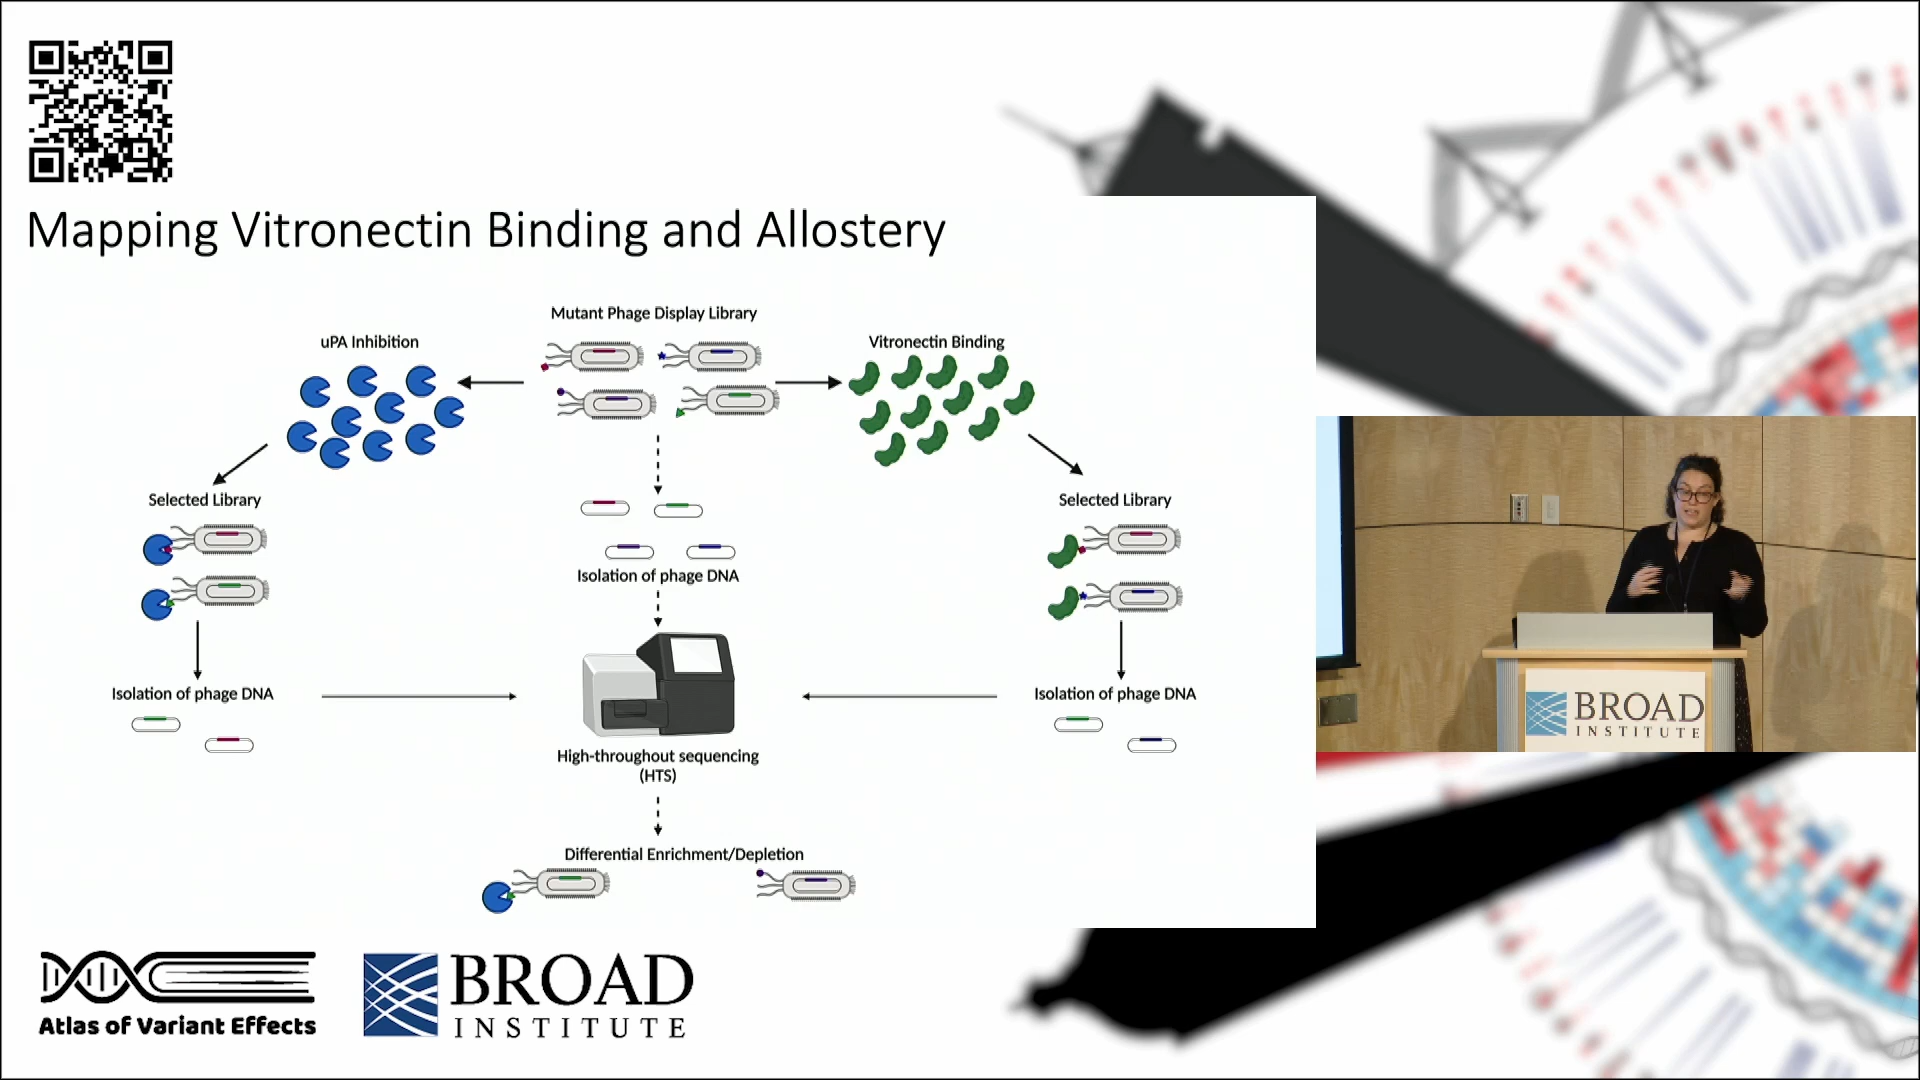 Mapping Vitronectin Binding and Allostery
Mutant Phage Display Library
uPA Inhibition
Vitronectin Binding
Selected Library
Selected Library
Isolation of phage DNA
Isolation of phage DNA
Isolation of phage DNA
High-throughout sequencing
(HTS)
Differential Enrichment/Depletion
BROAD
INSTITUTE
Atlas of Variant Effects
BROAD
INSTITUTE